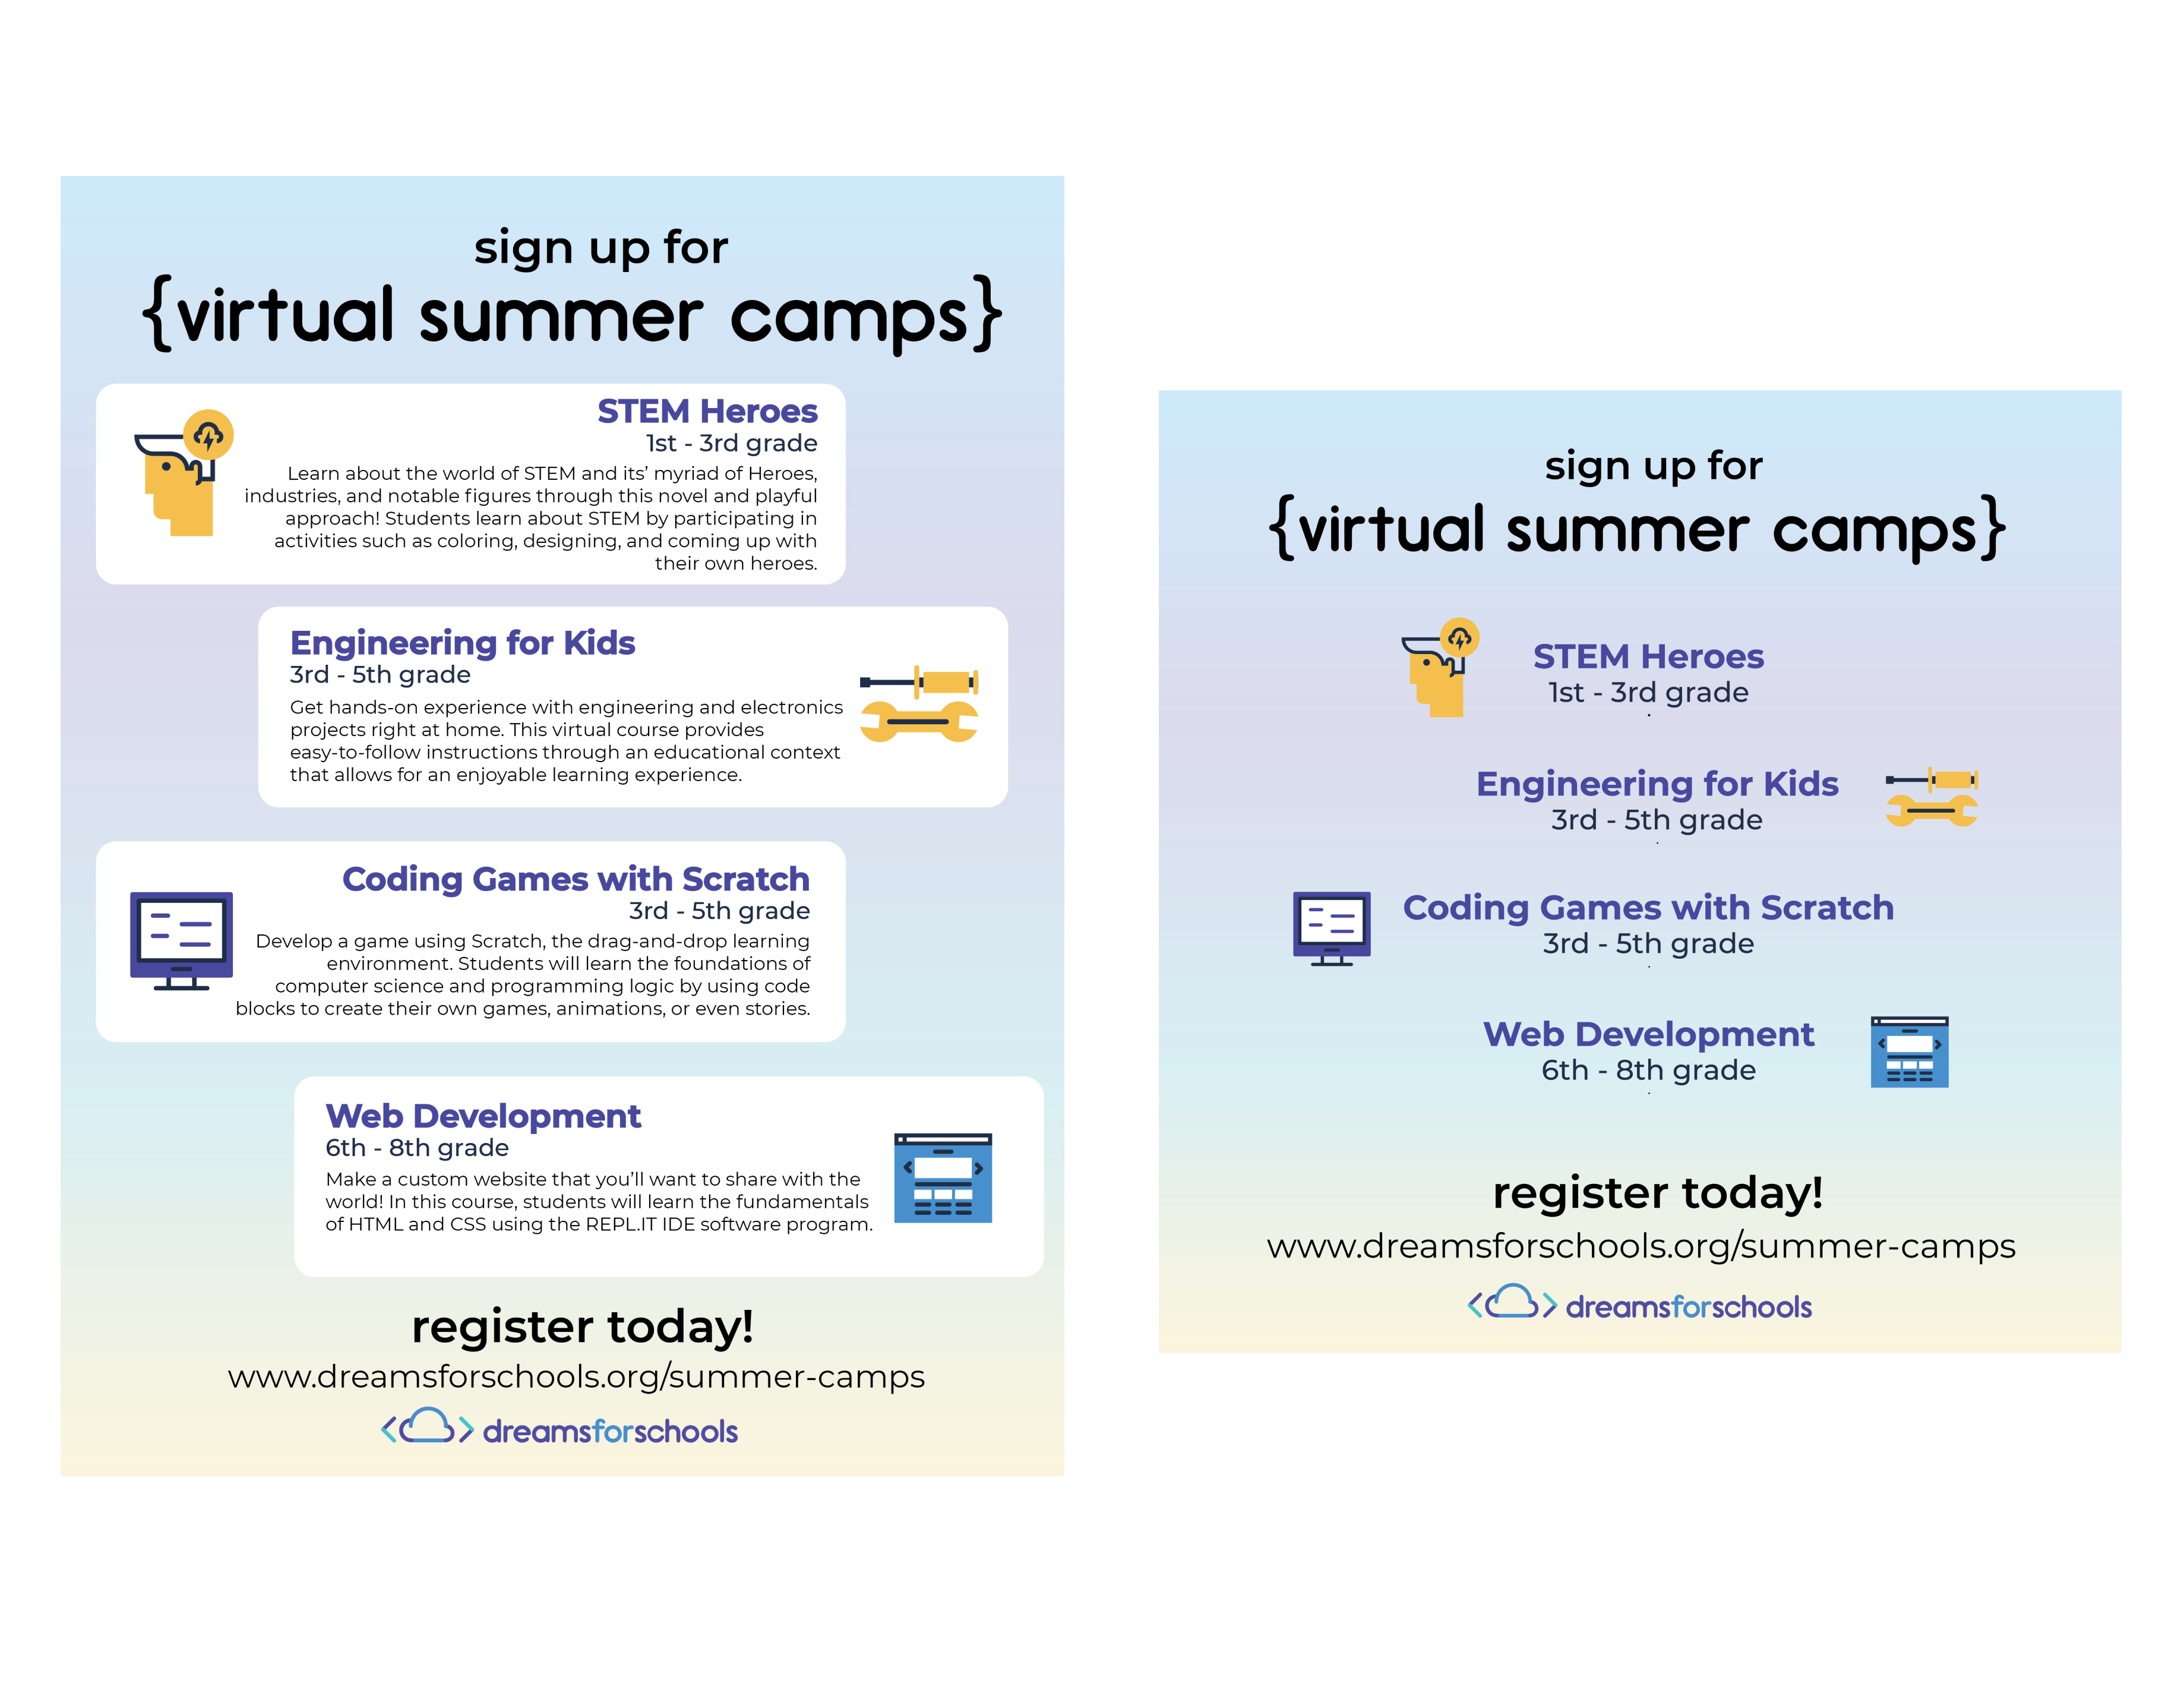 sign up for
{virtual summer camps}
STEM Heroes
1st - 3rd grade
Learn about the world of STEM and its’ myriad of Heroes,
industries, and notable figures through this novel and playful
approach! Students learn about STEM by participating in
activities such as coloring, designing, and coming up with
their own heroes.
Engineering for Kids
3rd - 5th grade
Get hands-on experience with engineering and electronics
projects right at home. This virtual course provides
easy-to-follow instructions through an educational context
that allows for an enjoyable learning experience.
Coding Games with Scratch
3rd - 5th grade
Develop a game using Scratch, the drag-and-drop learning
environment. Students will learn the foundations of
computer science and programming logic by using code
blocks to create their own games, animations, or even stories.
Web Development
6th - 8th grade
Make a custom website that you’ll want to share with the
world! In this course, students will learn the fundamentals
of HTML and CSS using the REPL.IT IDE software program.
register today!
www.dreamsforschools.org/summer-camps
dreamsforschools
sign up for
{virtual summer camps}
STEM Heroes
1st - 3rd grade
.
Engineering for Kids
3rd - 5th grade
.
Coding Games with Scratch
3rd - 5th grade
.
Web Development
6th - 8th grade
.
register today!
www.dreamsforschools.org/summer-camps
dreamsforschools